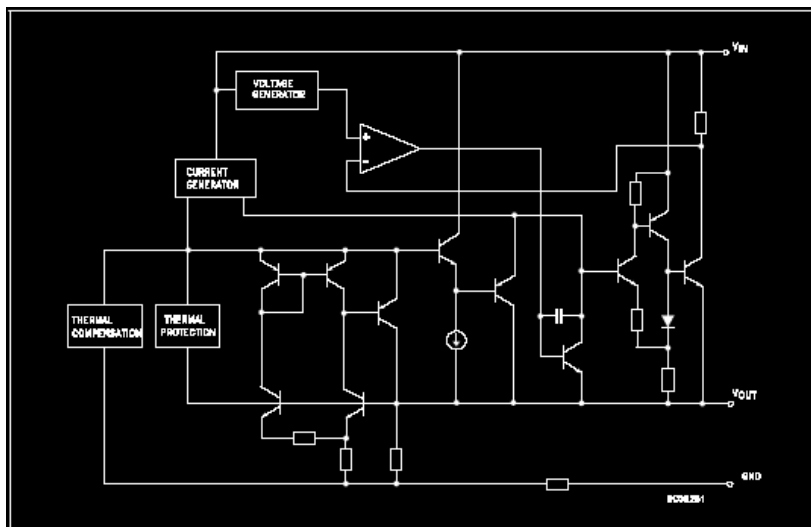 VIN
VOLTAGE
GENERATOR
+
-
CURRENT
GENERATOR
THERMAL
COMPENSATION
THERMAL
PROTECTION
VOUT
GND